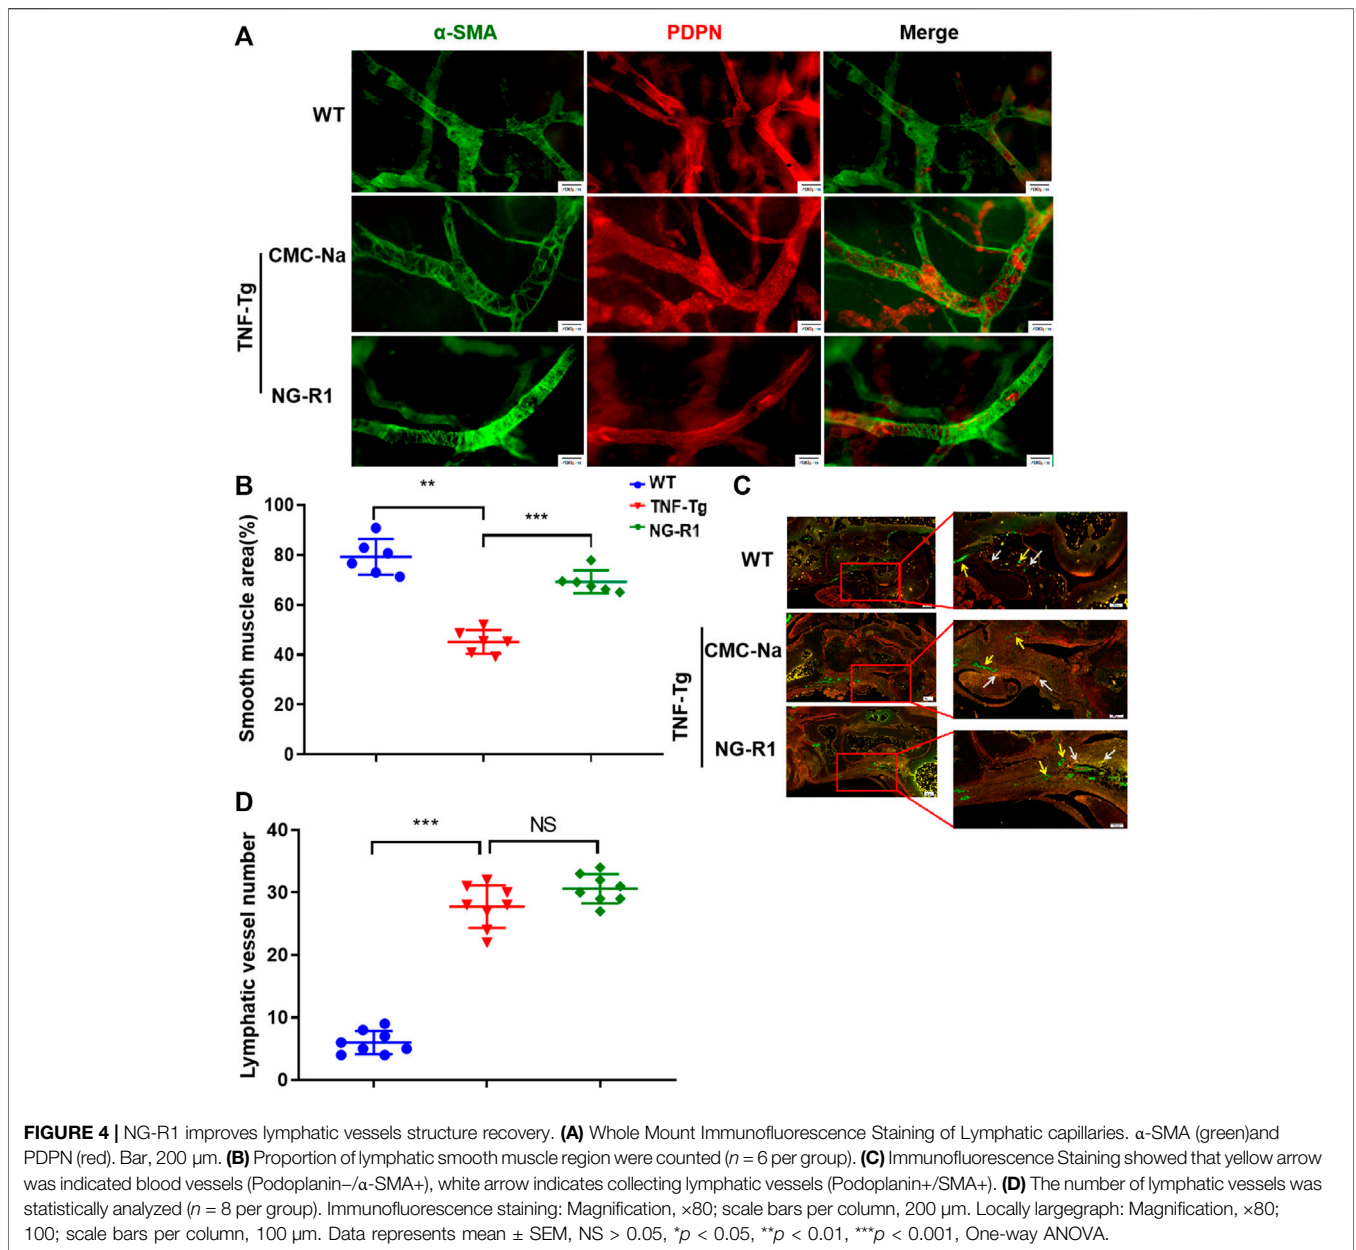 A
α-SMA
PDPN
Merge
WT
CMC-Na
TNF-Tg
NG-R1
B
Smooth muscle area(%)
100
80
60
40
20
0
**
***
WT
TNF-Tg
NG-R1
C
WT
CMC-Na
TNF-Tg
NG-R1
D
Lymphatic vessel number
40
30
20
10
0
***
NS
FIGURE 4 | NG-R1 improves lymphatic vessels structure recovery. (A) Whole Mount Immunofluorescence Staining of Lymphatic capillaries. α-SMA (green)and
PDPN (red). Bar, 200 μm. (B) Proportion of lymphatic smooth muscle region were counted (n = 6 per group). (C) Immunofluorescence Staining showed that yellow arrow
was indicated blood vessels (Podoplanin−/α-SMA+), white arrow indicates collecting lymphatic vessels (Podoplanin+/SMA+). (D) The number of lymphatic vessels was
statistically analyzed (n = 8 per group). Immunofluorescence staining: Magnification, ×80; scale bars per column, 200 μm. Locally largegraph: Magnification, ×80;
100; scale bars per column, 100 μm. Data represents mean ± SEM, NS > 0.05, *p < 0.05, **p < 0.01, ***p < 0.001, One-way ANOVA.